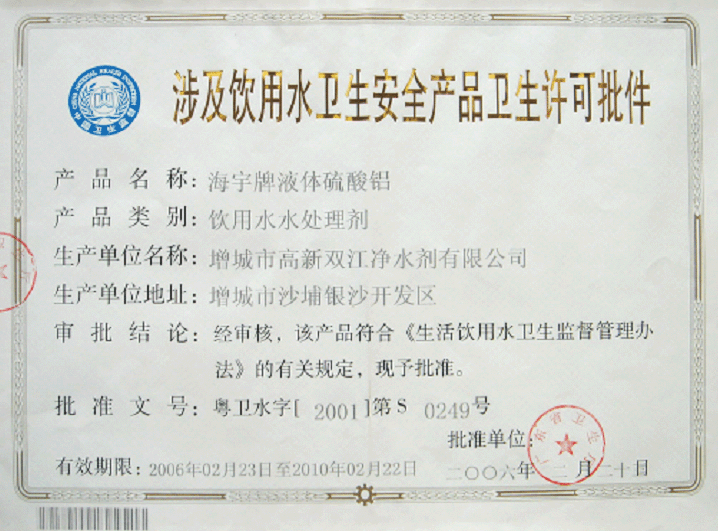 涉及饮用水卫生安全产品卫生许可批件
产品名称：海宇牌液体硫酸铝
产品类别：饮用水水处理剂
生产单位名称：增城市高新双江净水剂有限公司
生产单位地址：增城市沙埔银沙开发区
审批结论：经审核，该产品符合《生活饮用水卫生监督管理办
法》的有关规定，现予批准。
批准文号：粤卫水字[2001]第S 0249号
批准单位：
有效期限：2006年02月23日至2010年02月22日
二〇〇六年二月二十日